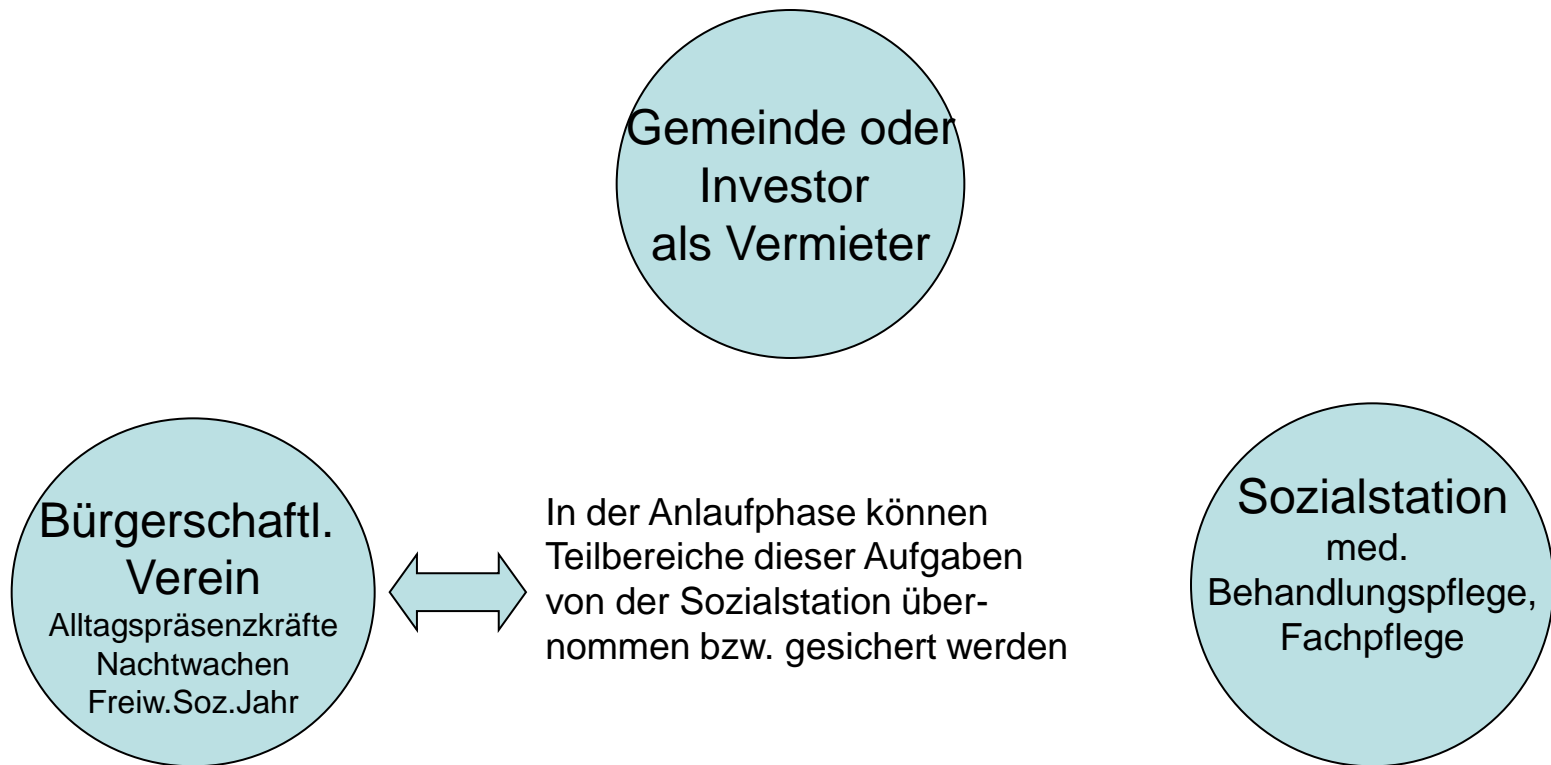 Gemeinde oder
Investor
als Vermieter
Bürgerschaftl.
Verein
Alltagspräsenzkräfte
Nachtwachen
Freiw.Soz.Jahr
In der Anlaufphase können
Teilbereiche dieser Aufgaben
von der Sozialstation über-
nommen bzw. gesichert werden
Sozialstation
med.
Behandlungspflege,
Fachpflege